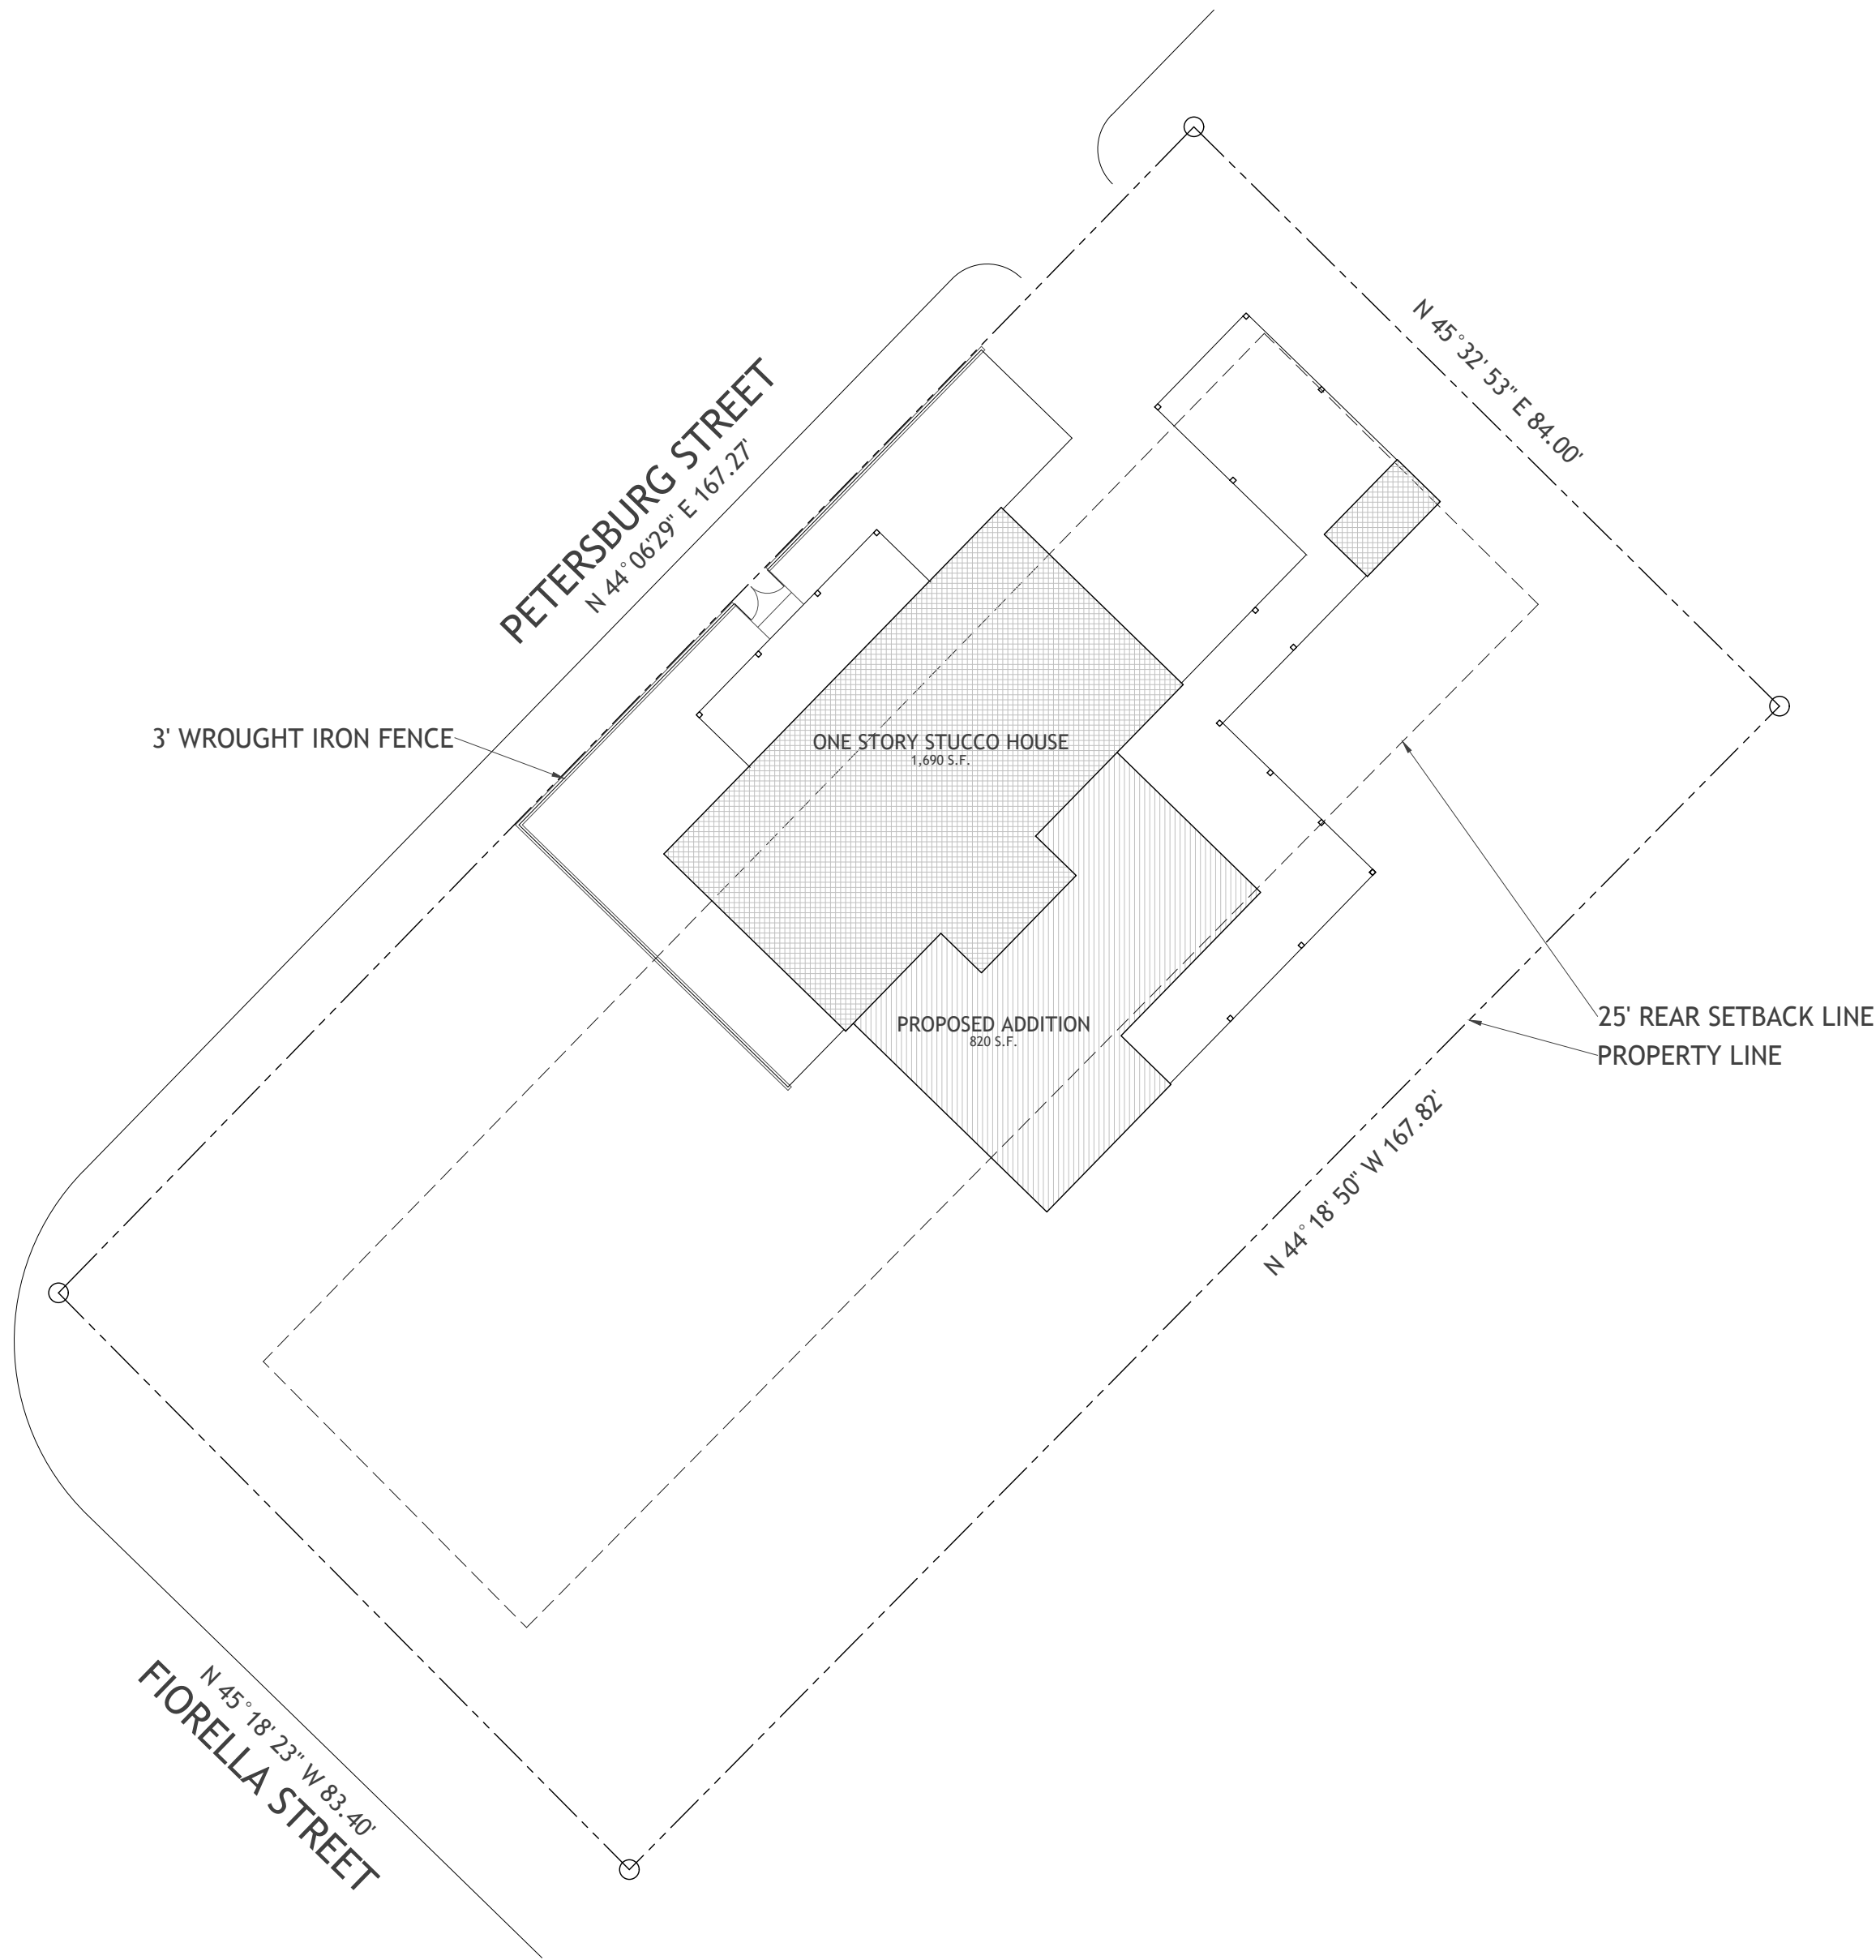 N 45° 32' 53" E 84.00'
PETERSBURG STREET
N 44° 06'29" E 167.27'
3' WROUGHT IRON FENCE
ONE STORY STUCCO HOUSE
1,690 S.F.
PROPOSED ADDITION
820 S.F.
25' REAR SETBACK LINE
PROPERTY LINE
N 44° 18' 50" W 167.82'
N 45° 18' 23" W 83.40'
FIORELLA STREET